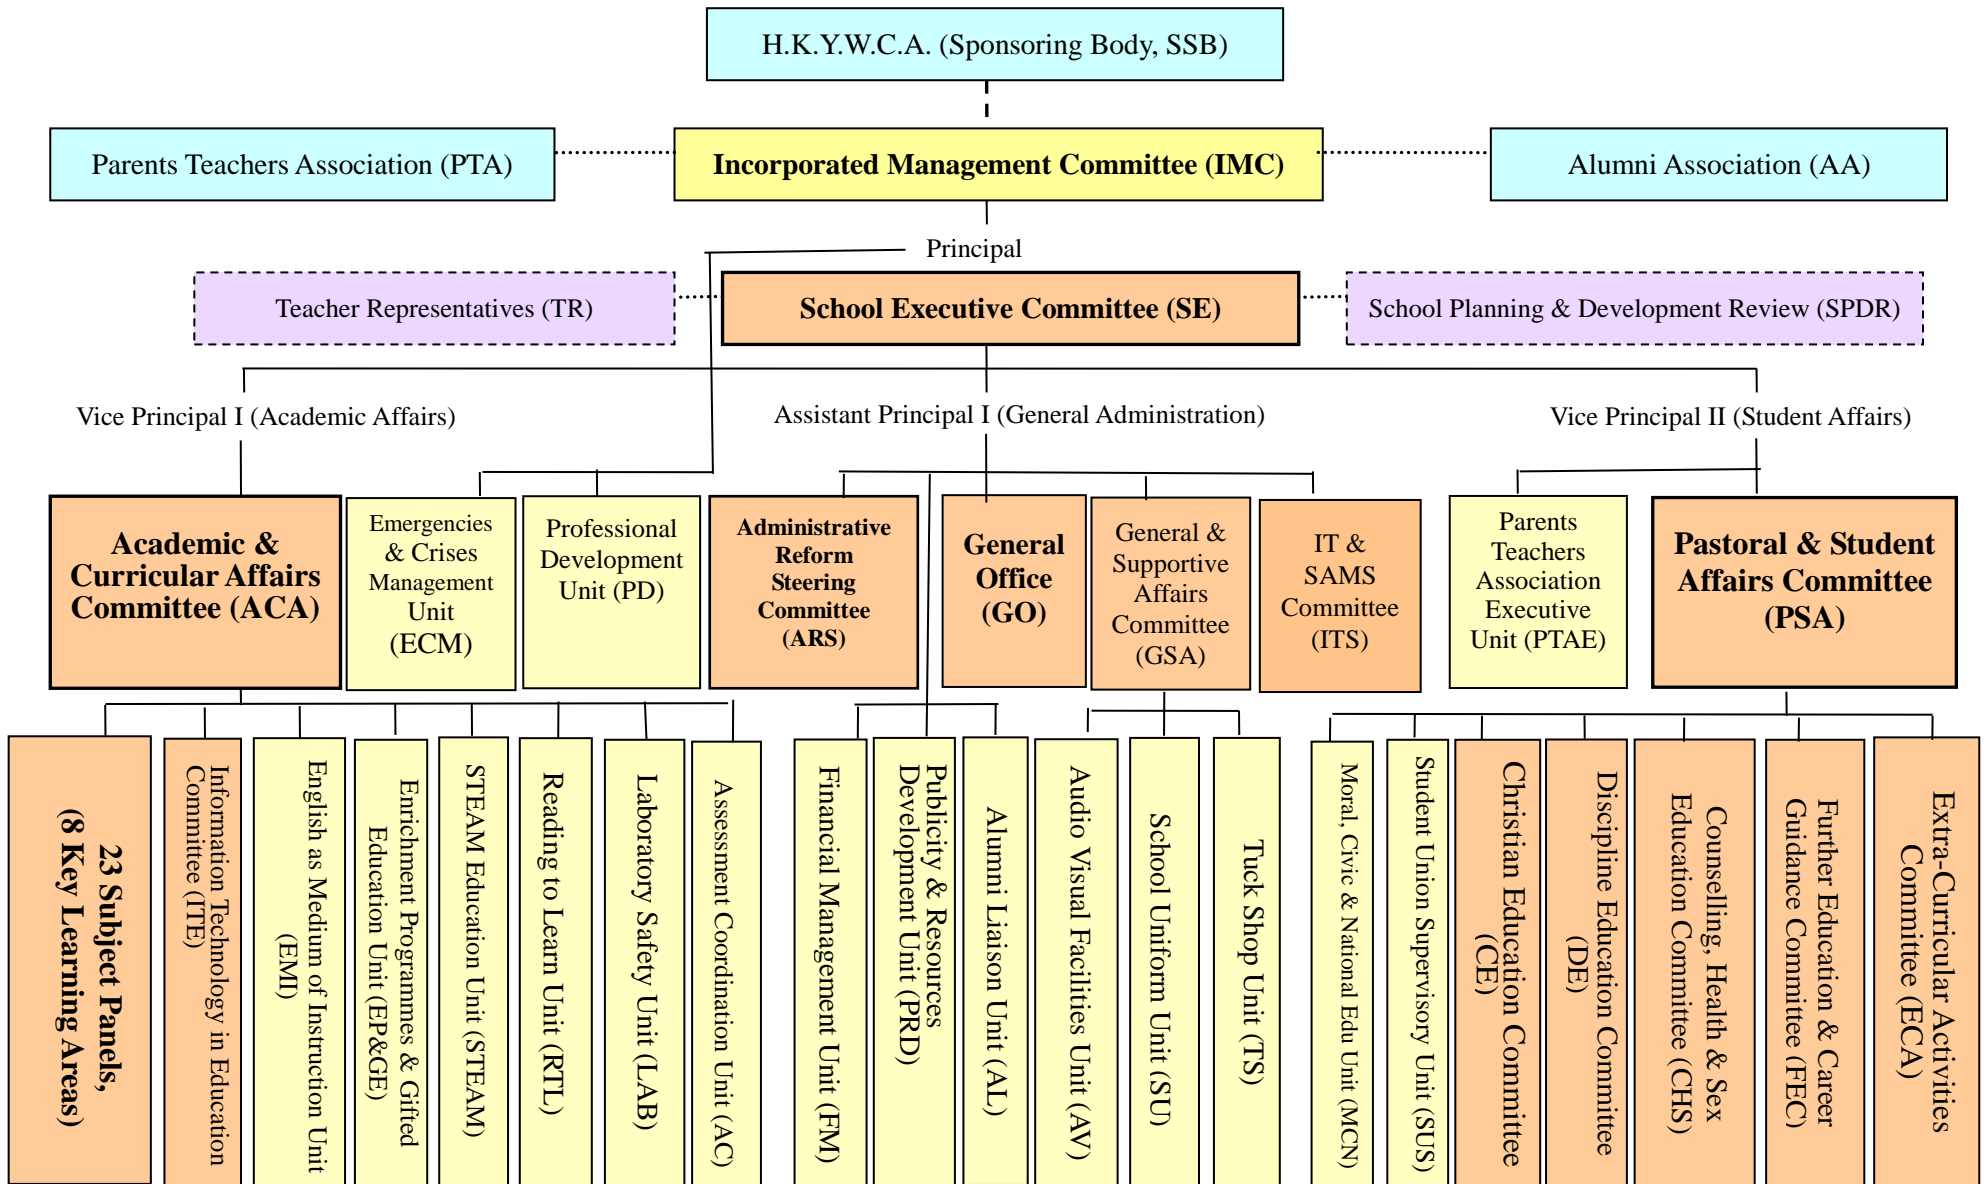 H.K.Y.W.C.A. (Sponsoring Body, SSB)
Parents Teachers Association (PTA)
Incorporated Management Committee (IMC)
Alumni Association (AA)
Principal
Teacher Representatives (TR)
School Executive Committee (SE)
School Planning & Development Review (SPDR)
Vice Principal I (Academic Affairs)
Assistant Principal I (General Administration)
Vice Principal II (Student Affairs)
Academic &
Curricular Affairs
Committee (ACA)
Emergencies
& Crises
Management
Unit
(ECM)
Professional
Development
Unit (PD)
Administrative
Reform
Steering
Committee
(ARS)
General
Office
(GO)
General &
Supportive
Affairs
Committee
(GSA)
IT &
SAMS
Committee
(ITS)
Parents
Teachers
Association
Executive
Unit (PTAE)
Pastoral & Student
Affairs Committee
(PSA)
23 Subject Panels,
(8 Key Learning Areas)
Information Technology in Education
Committee (ITE)
English as Medium of Instruction Unit
(EMI)
Enrichment Programmes & Gifted
Education Unit (EP&GE)
STEAM Education Unit (STEAM)
Reading to Learn Unit (RTL)
Laboratory Safety Unit (LAB)
Assessment Coordination Unit (AC)
Financial Management Unit (FM)
Publicity & Resources
Development Unit (PRD)
Alumni Liaison Unit (AL)
Audio Visual Facilities Unit (AV)
School Uniform Unit (SU)
Tuck Shop Unit (TS)
Moral, Civic & National Edu Unit (MCN)
Student Union Supervisory Unit (SUS)
Christian Education Committee
(CE)
Discipline Education Committee
(DE)
Counselling, Health & Sex
Education Committee (CHS)
Further Education & Career
Guidance Committee (FEC)
Extra-Curricular Activities
Committee (ECA)